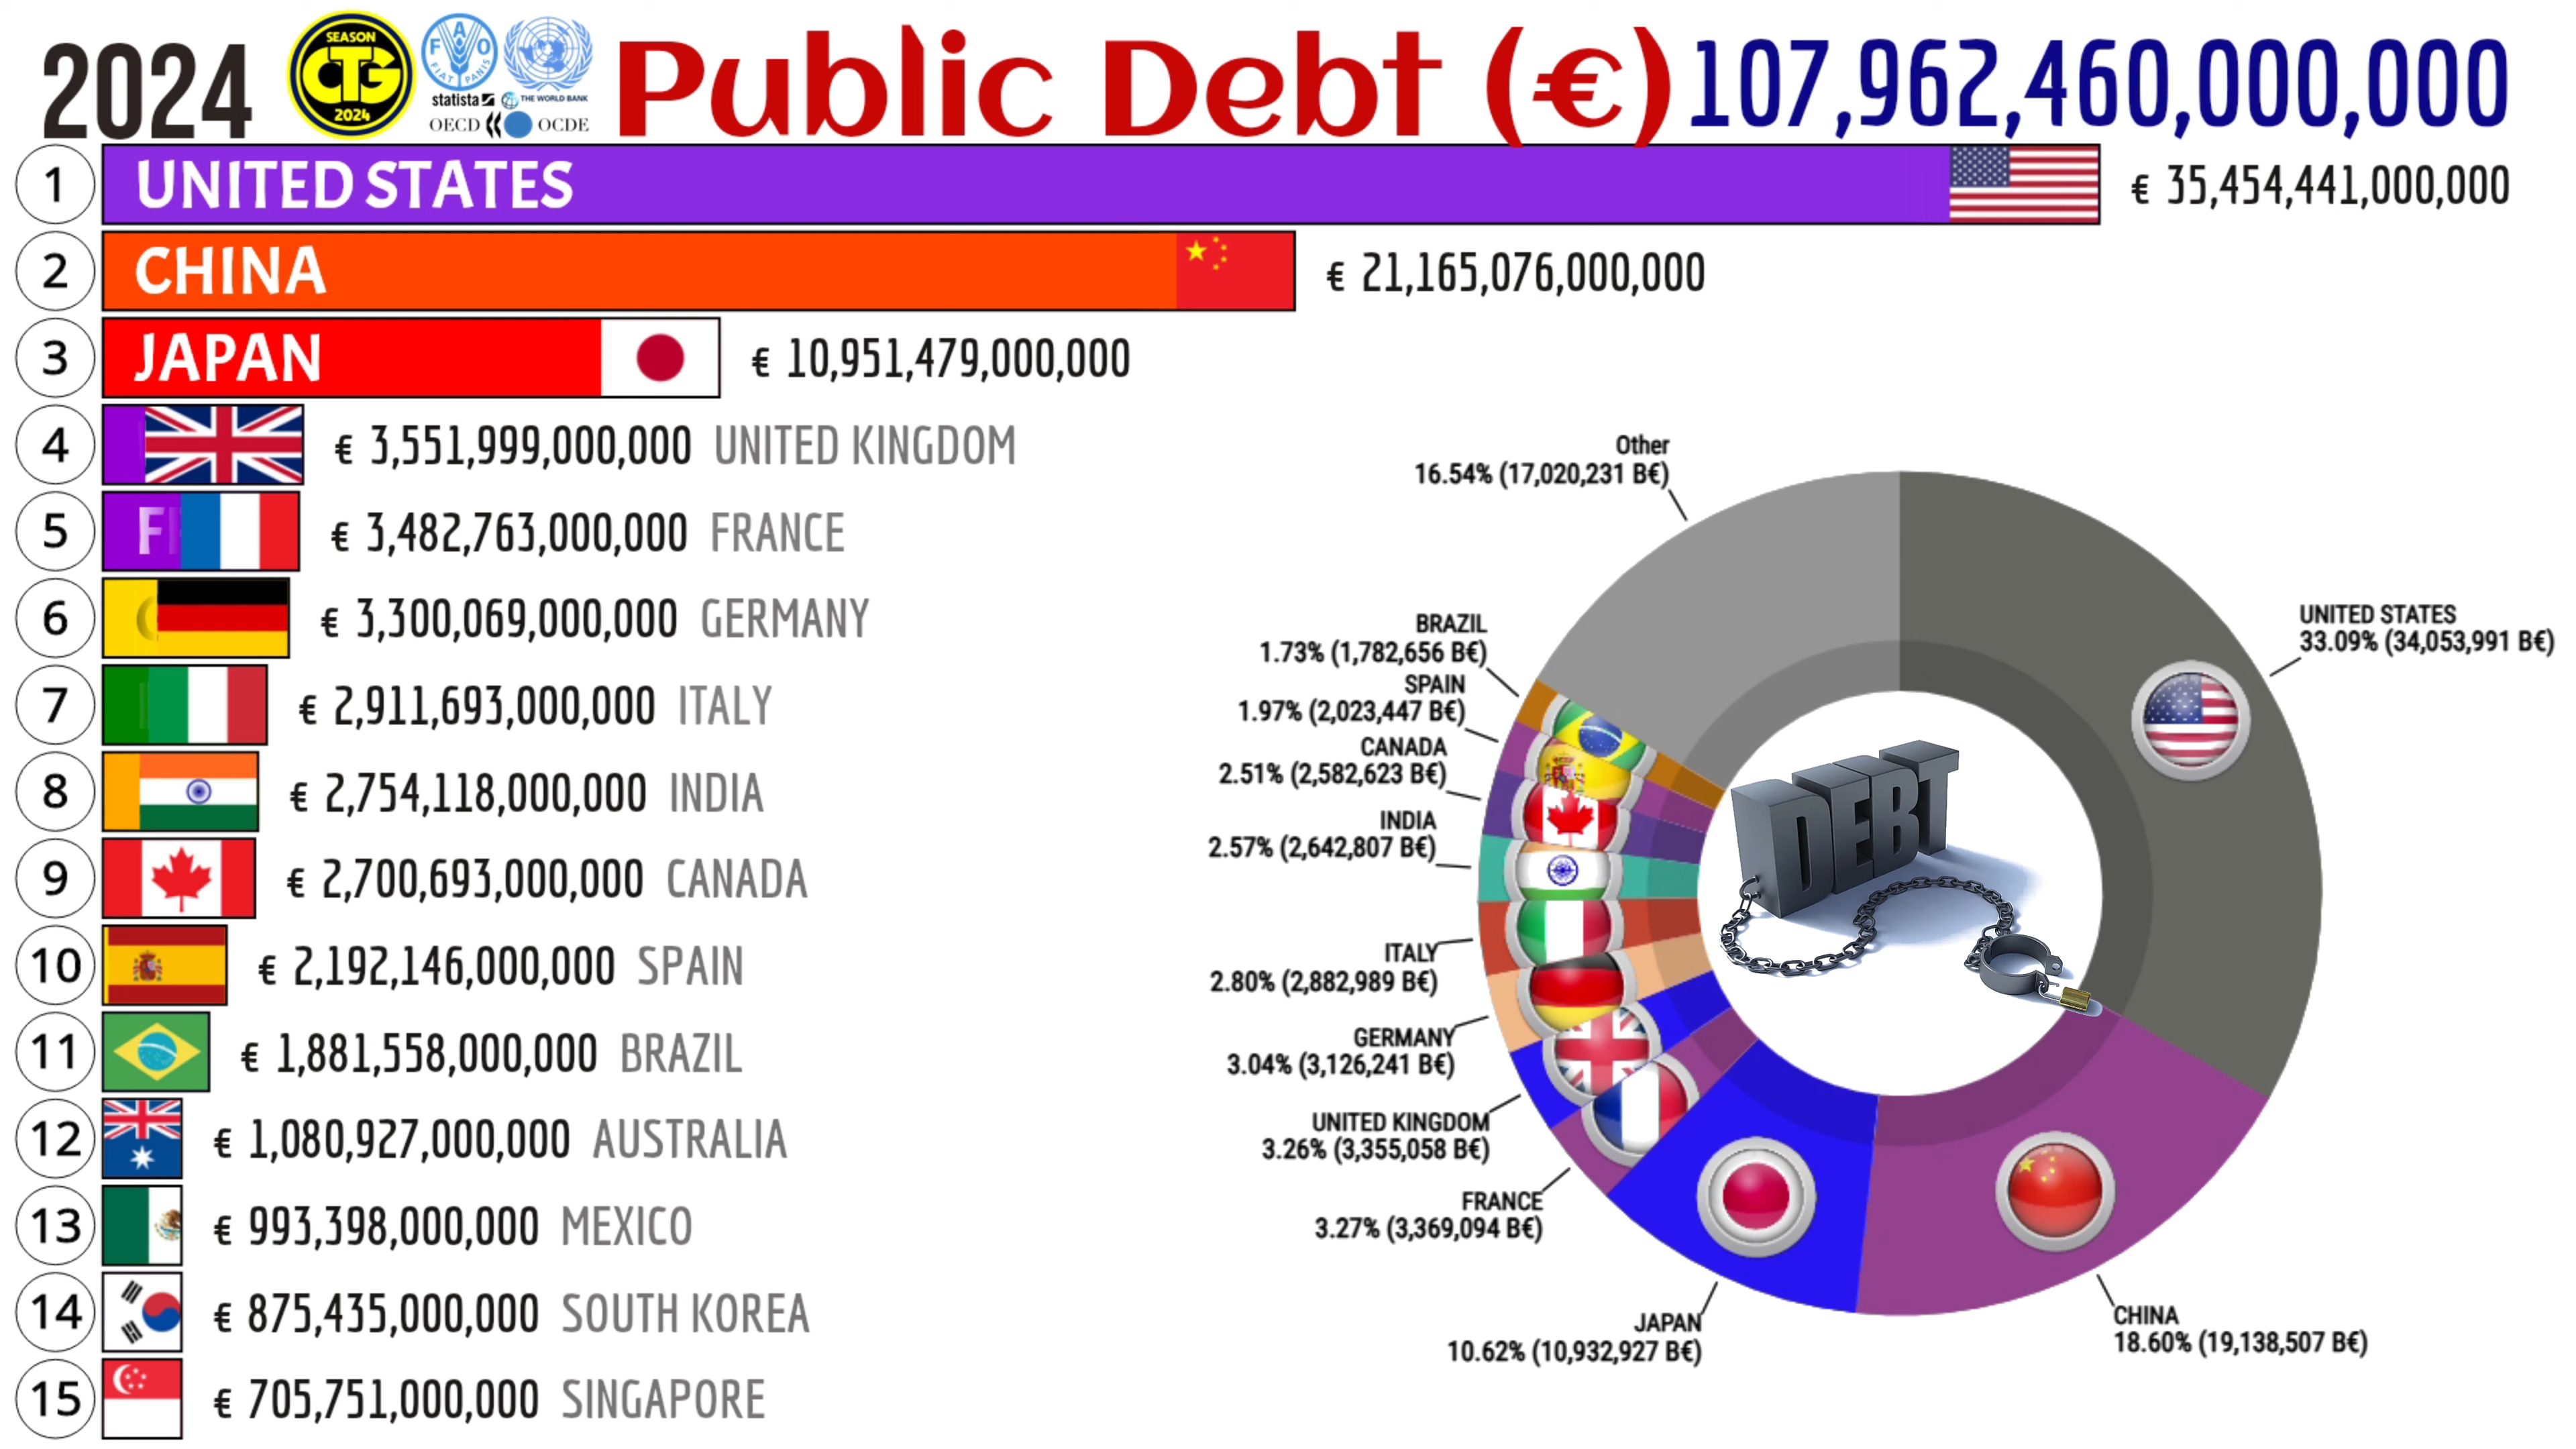 2024
SEASON
CTG
2024
FAO
FIAT PANIS
statista
THE WORLD BANK
OECD OCDE
Public Debt (€)
107,962,460,000,000
1 UNITED STATES € 35,454,441,000,000
2 CHINA € 21,165,076,000,000
3 JAPAN € 10,951,479,000,000
4 € 3,551,999,000,000 UNITED KINGDOM
5 F € 3,482,763,000,000 FRANCE
6 € 3,300,069,000,000 GERMANY
7 € 2,911,693,000,000 ITALY
8 € 2,754,118,000,000 INDIA
9 € 2,700,693,000,000 CANADA
10 € 2,192,146,000,000 SPAIN
11 € 1,881,558,000,000 BRAZIL
12 € 1,080,927,000,000 AUSTRALIA
13 € 993,398,000,000 MEXICO
14 € 875,435,000,000 SOUTH KOREA
15 € 705,751,000,000 SINGAPORE
Other
16.54% (17,020,231 B€)
BRAZIL
1.73% (1,782,656 B€)
SPAIN
1.97% (2,023,447 B€)
CANADA
2.51% (2,582,623 B€)
INDIA
2.57% (2,642,807 B€)
ITALY
2.80% (2,882,989 B€)
GERMANY
3.04% (3,126,241 B€)
UNITED KINGDOM
3.26% (3,355,058 B€)
FRANCE
3.27% (3,369,094 B€)
JAPAN
10.62% (10,932,927 B€)
CHINA
18.60% (19,138,507 B€)
UNITED STATES
33.09% (34,053,991 B€)
DEBT